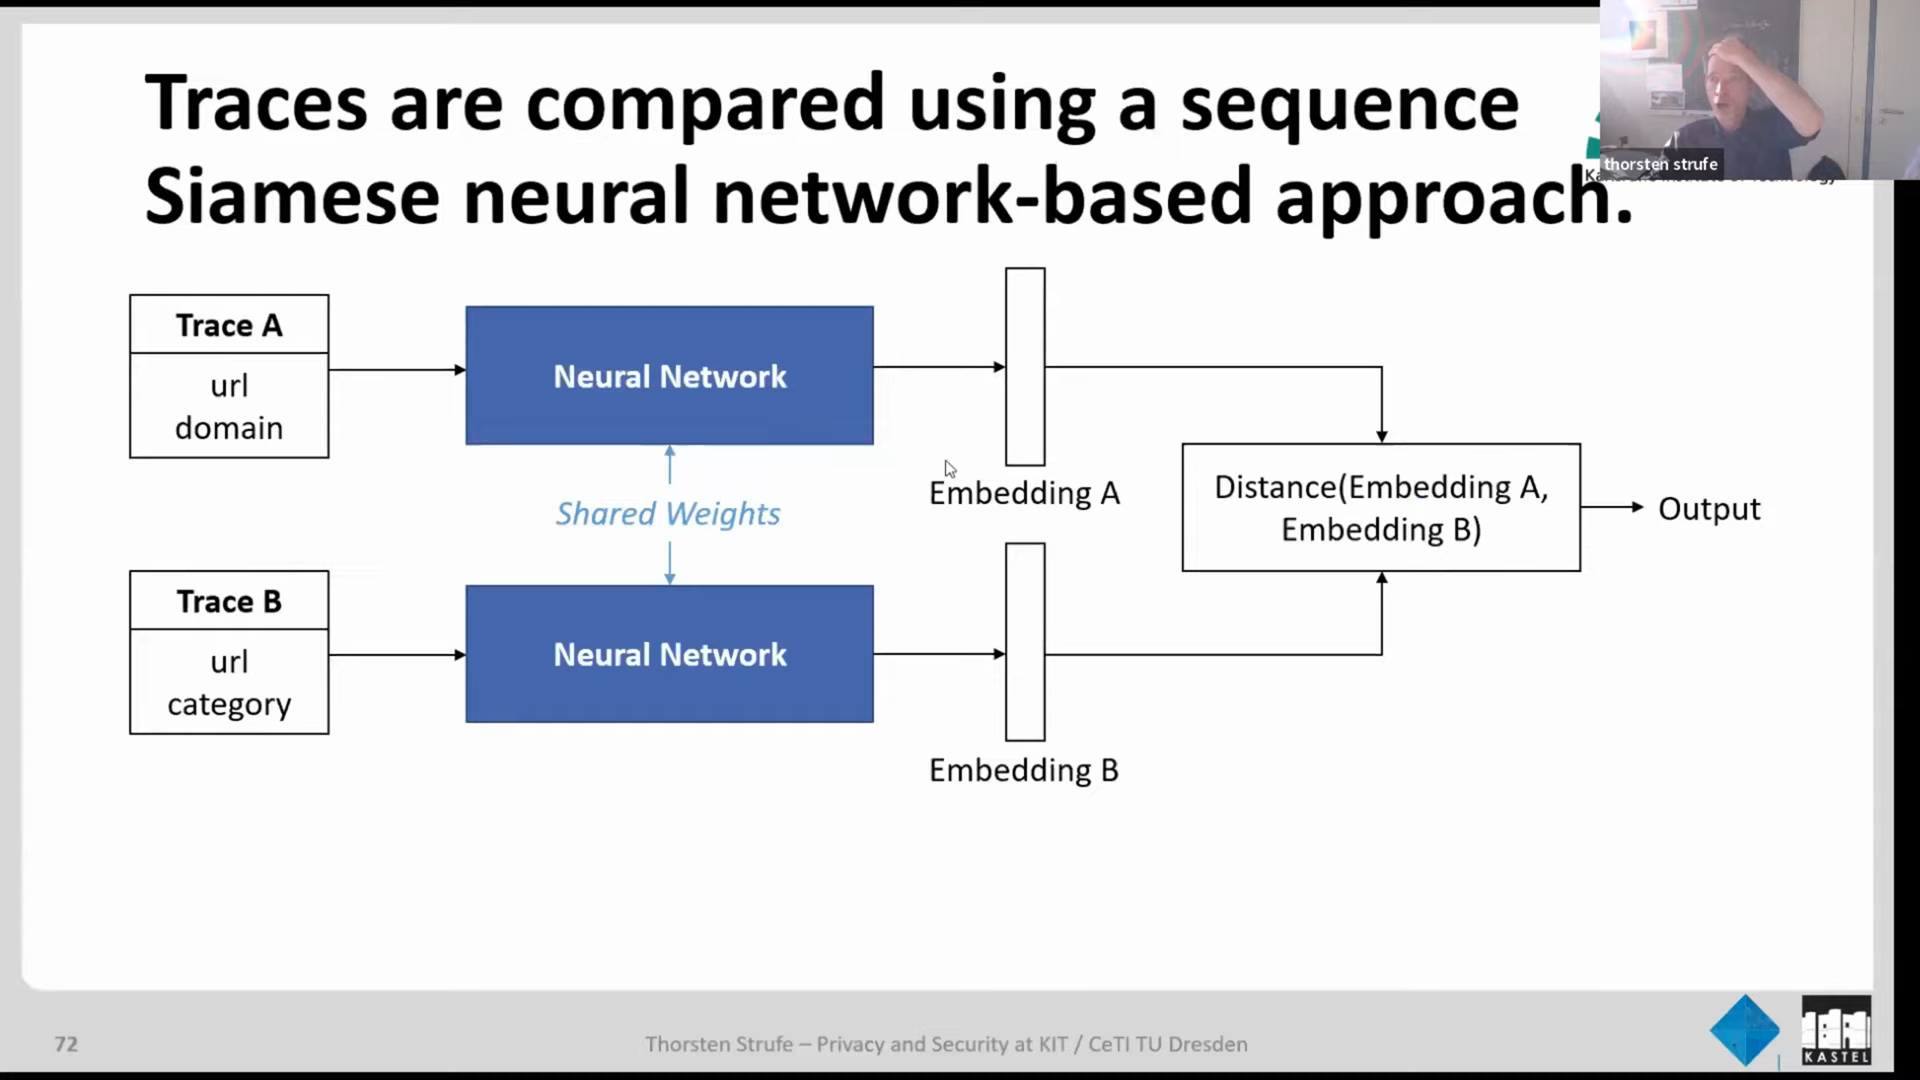 Traces are compared using a sequence
Siamese neural network-based approach.
thorsten strufe
Trace A
url
domain
Neural Network
Embedding A
Shared Weights
Distance(Embedding A,
Embedding B)
Output
Trace B
url
category
Neural Network
Embedding B
72
Thorsten Strufe – Privacy and Security at KIT / CeTI TU Dresden
KASTEL